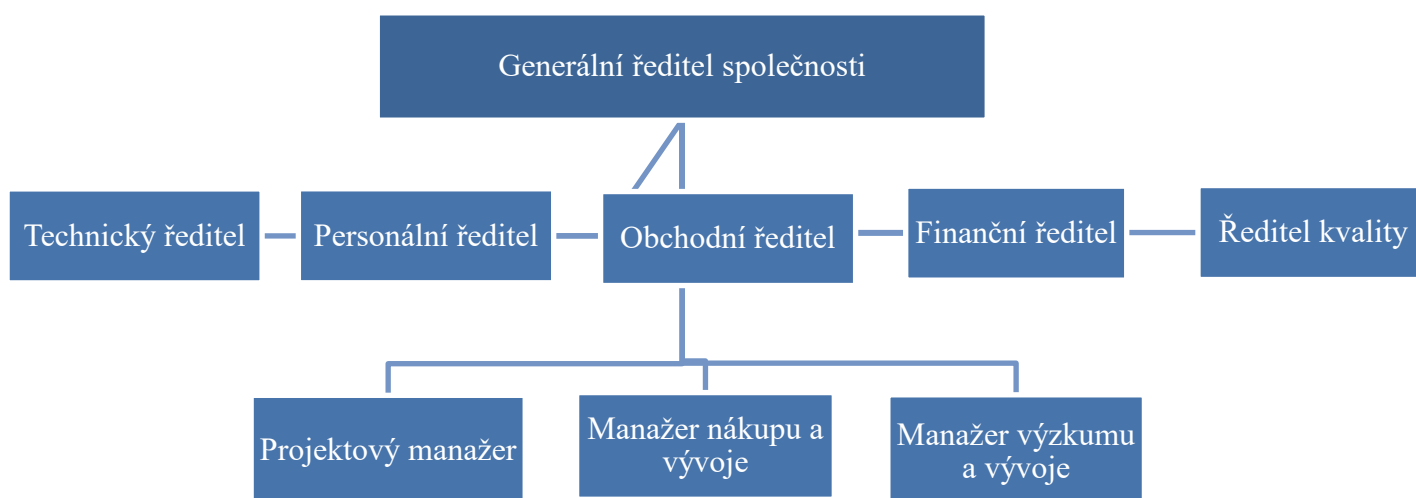 Generální ředitel společnosti
Technický ředitel
Personální ředitel
Obchodní ředitel
Finanční ředitel
Ředitel kvality
Projektový manažer
Manažer nákupu a
vývoje
Manažer výzkumu
a vývoje